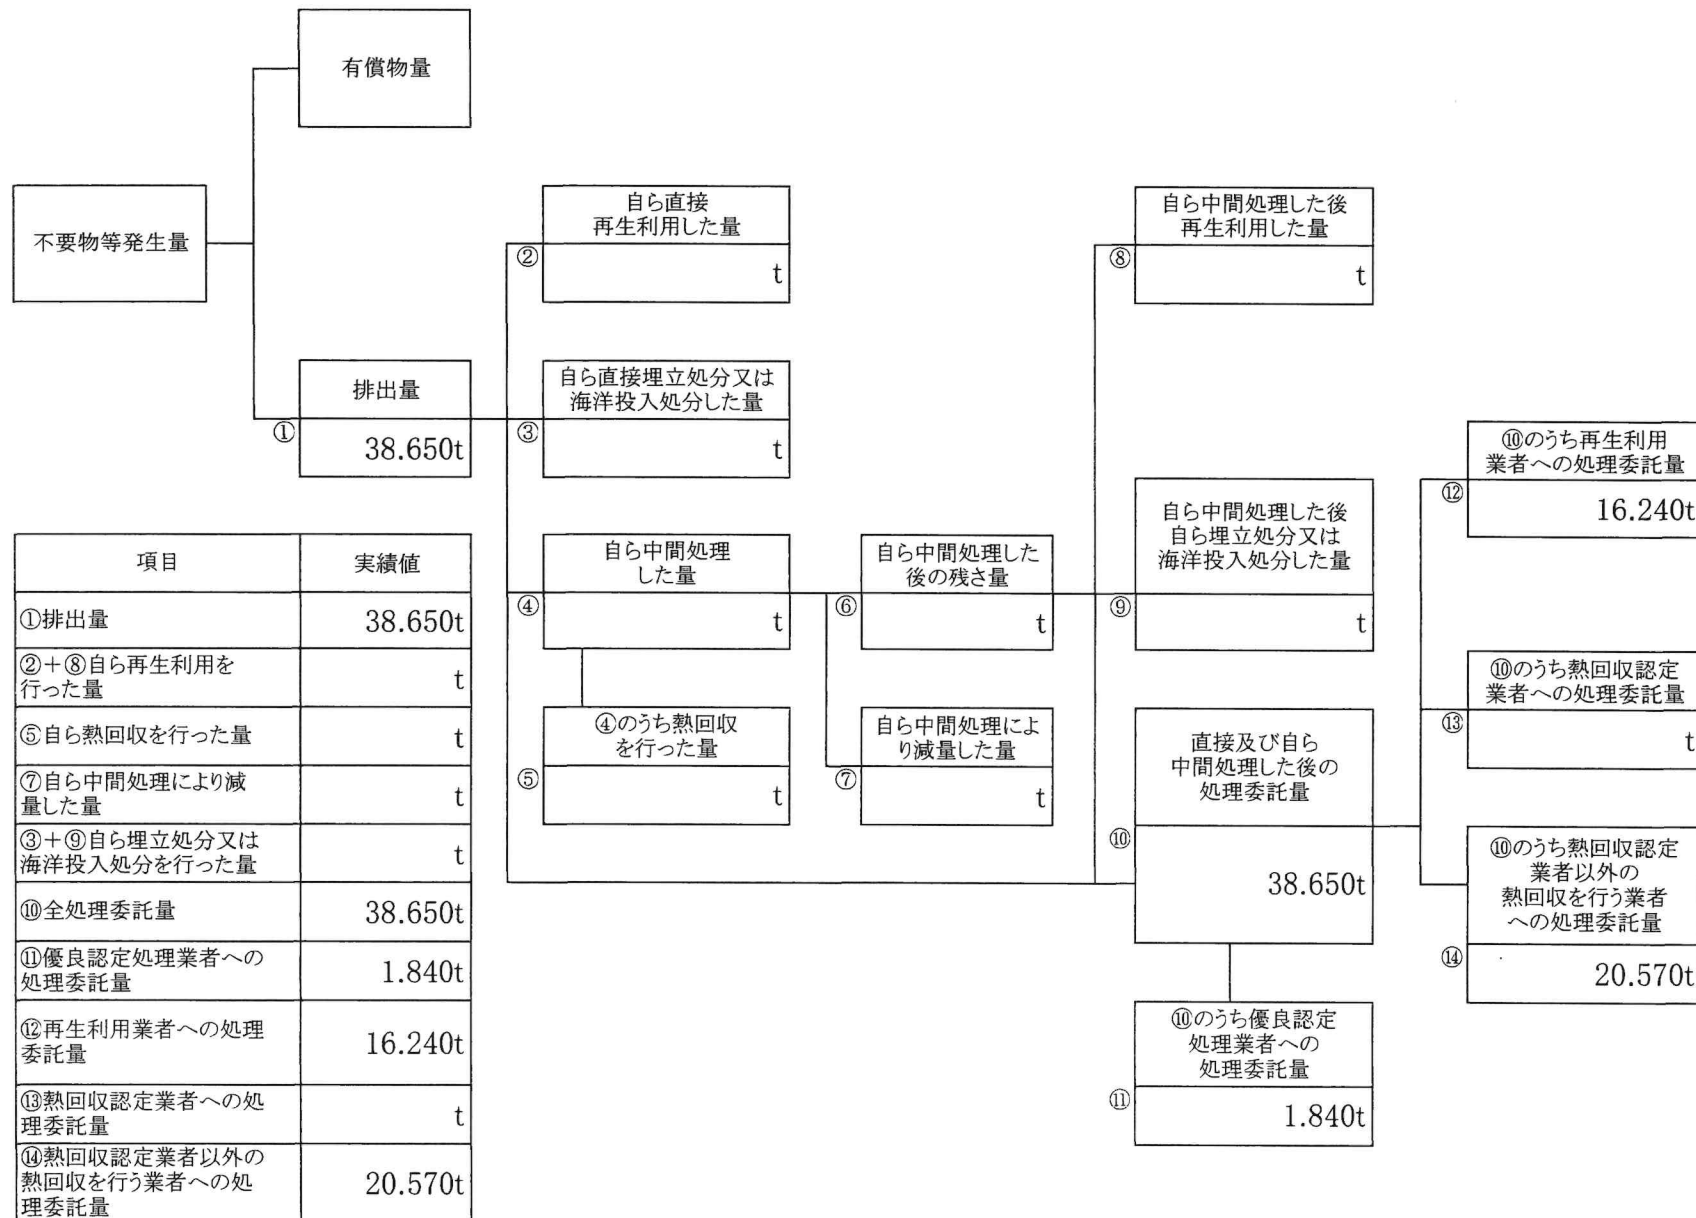 有償物量
不要物等発生量
自ら直接
再生利用した量
②
t
自ら中間処理した後
再生利用した量
⑧
t
排出量
①
38.650t
自ら直接埋立処分又は
海洋投入処分した量
③
t
⑩のうち再生利用
業者への処理委託量
⑫
16.240t
自ら中間処理
した量
④
t
自ら中間処理した
後の残さ量
⑥
t
自ら中間処理した後
自ら埋立処分又は
海洋投入処分した量
⑨
t
⑩のうち熱回収認定
業者への処理委託量
⑬
t
④のうち熱回収
を行った量
⑤
t
自ら中間処理によ
り減量した量
⑦
t
直接及び自ら
中間処理した後の
処理委託量
⑩
38.650t
⑩のうち熱回収認定
業者以外の
熱回収を行う業者
への処理委託量
⑭
20.570t
⑩のうち優良認定
処理業者への
処理委託量
⑪
1.840t
項目 実績値
①排出量 38.650t
②+⑧自ら再生利用を
行った量 t
⑤自ら熱回収を行った量 t
⑦自ら中間処理により減
量した量 t
③+⑨自ら埋立処分又は
海洋投入処分を行った量 t
⑩全処理委託量 38.650t
⑪優良認定処理業者への
処理委託量 1.840t
⑫再生利用業者への処理
委託量 16.240t
⑬熱回収認定業者への処
理委託量 t
⑭熱回収認定業者以外の
熱回収を行う業者への処
理委託量 20.570t